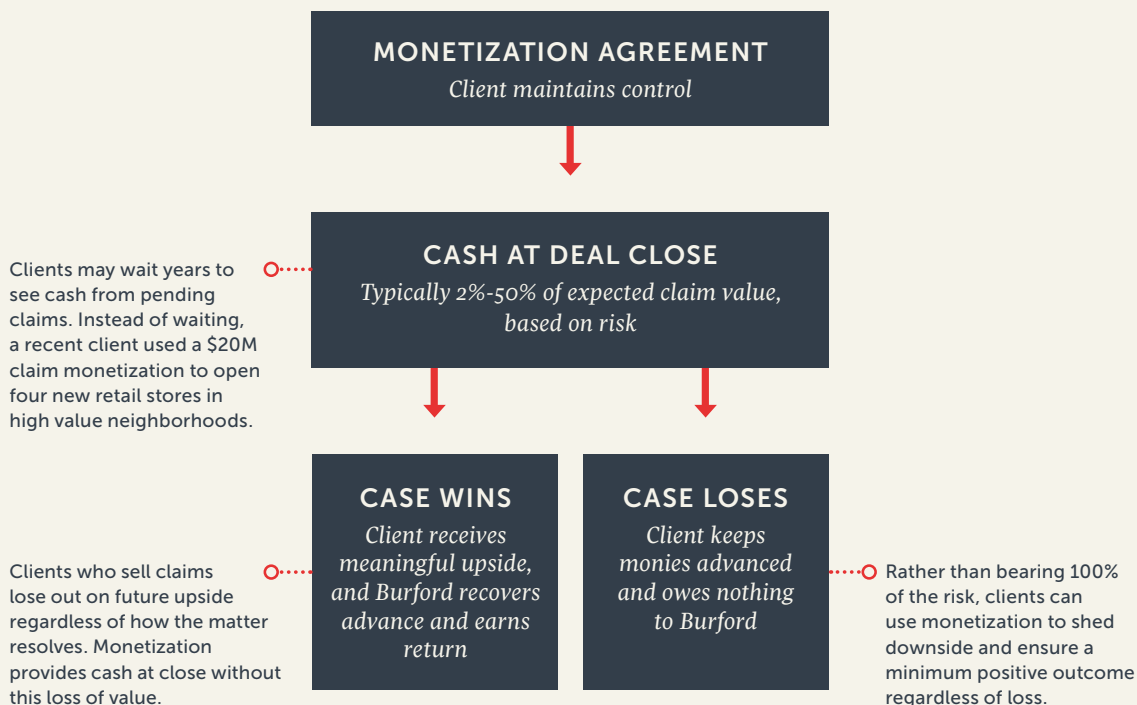 MONETIZATION AGREEMENT
Client maintains control
CASH AT DEAL CLOSE
Typically 2%-50% of expected claim value,
based on risk
Clients may wait years to
see cash from pending
claims. Instead of waiting,
a recent client used a $20M
claim monetization to open
four new retail stores in
high value neighborhoods.
CASE WINS
Client receives
meaningful upside,
and Burford recovers
advance and earns
return
CASE LOSES
Client keeps
monies advanced
and owes nothing
to Burford
Clients who sell claims
lose out on future upside
regardless of how the matter
resolves. Monetization
provides cash at close without
this loss of value.
Rather than bearing 100%
of the risk, clients can
use monetization to shed
downside and ensure a
minimum positive outcome
regardless of loss.